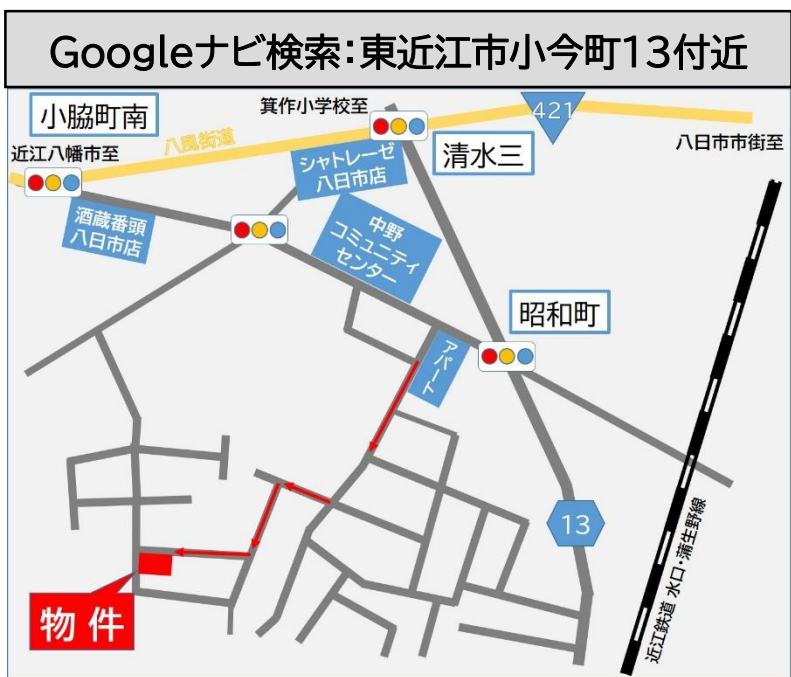 Googleナビ検索:東近江市小今町13付近
小脇町南
箕作小学校至
421
八風街道
近江八幡市至
清水三
八日市市街至
シャトレーゼ
八日市店
酒蔵番頭
八日市店
中野
コミュニティ
センター
昭和町
アパート
13
近江鉄道 水口・蒲生野線
物件